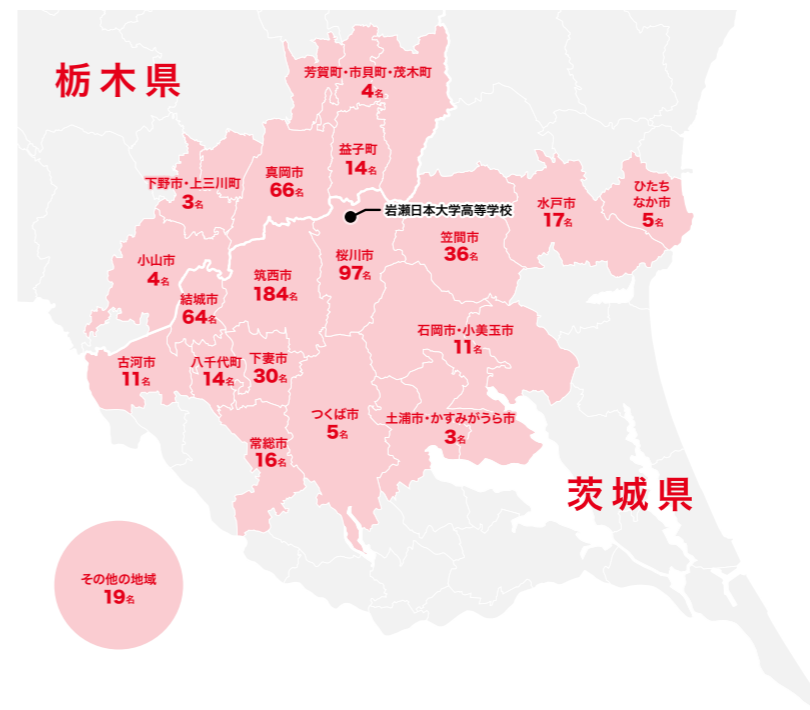 栃木県
芳賀町・市貝町・茂木町
4名
益子町
14名
真岡市
66名
下野市・上三川町
3名
岩瀬日本大学高等学校
ひたち
なか市
5名
水戸市
17名
笠間市
36名
桜川市
97名
小山市
4名
筑西市
184名
結城市
64名
石岡市・小美玉市
11名
古河市
11名
八千代町
14名
下妻市
30名
つくば市
5名
土浦市・かすみがうら市
3名
常総市
16名
茨城県
その他の地域
19名